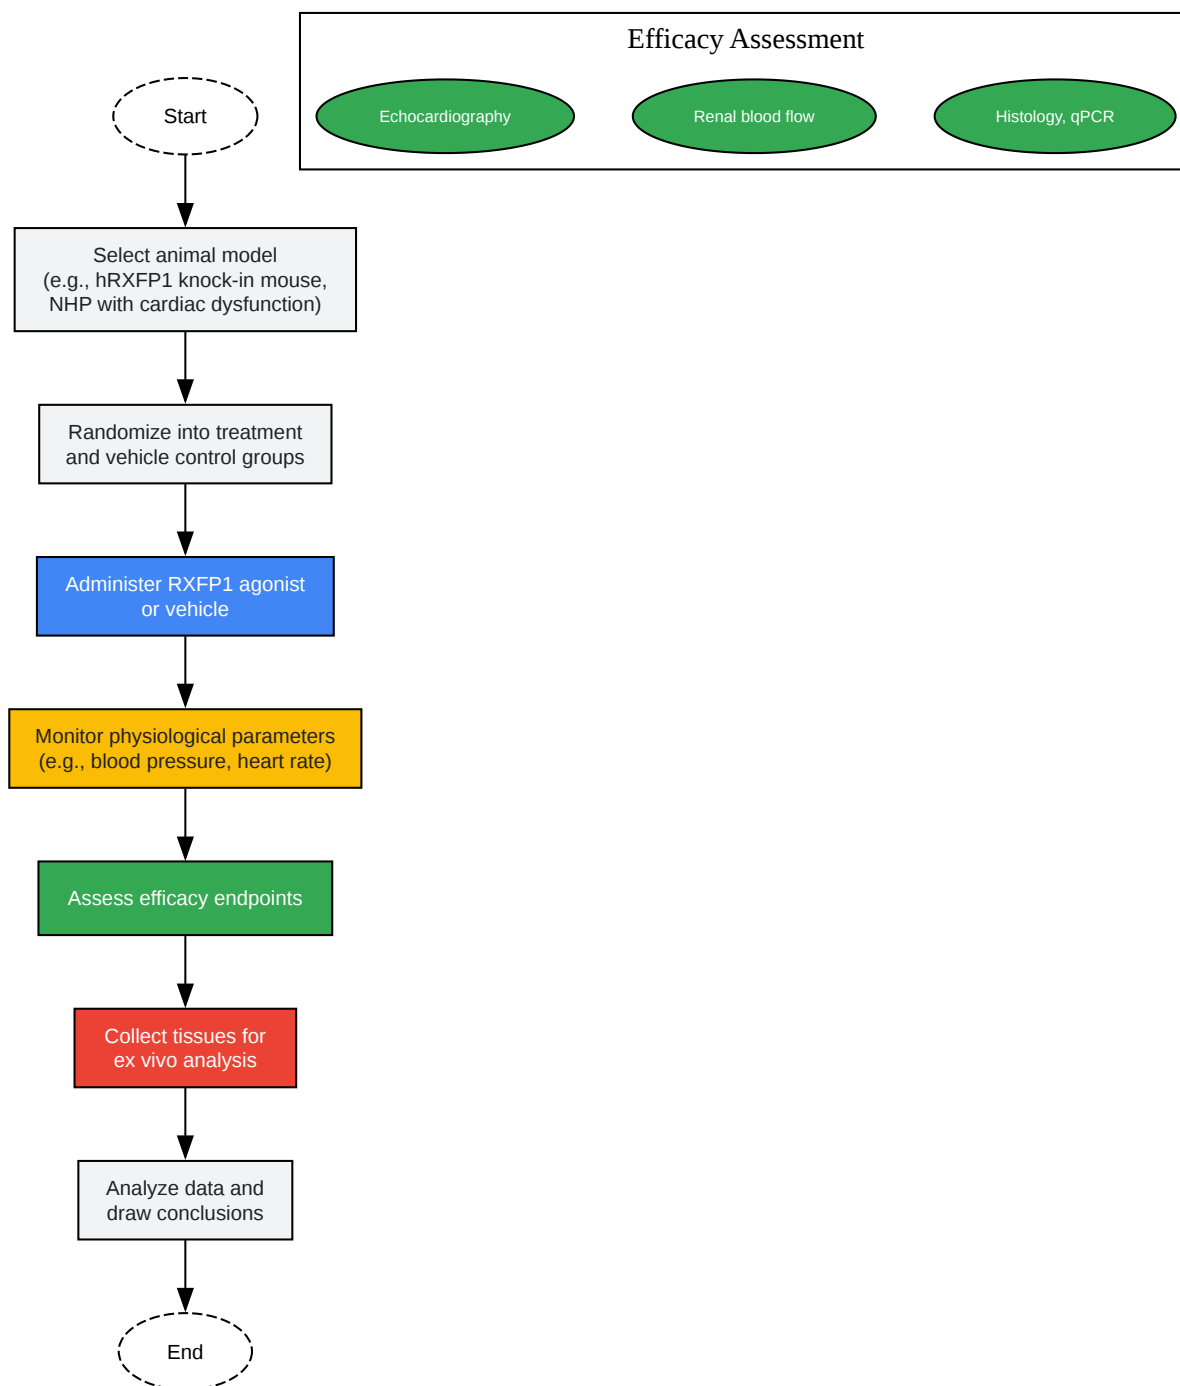 Efficacy Assessment
Start
Echocardiography
Renal blood flow
Histology, qPCR
Select animal model
(e.g., hRXFP1 knock-in mouse,
NHP with cardiac dysfunction)
Randomize into treatment
and vehicle control groups
Administer RXFP1 agonist
or vehicle
Monitor physiological parameters
(e.g., blood pressure, heart rate)
Assess efficacy endpoints
Collect tissues for
ex vivo analysis
Analyze data and
draw conclusions
End